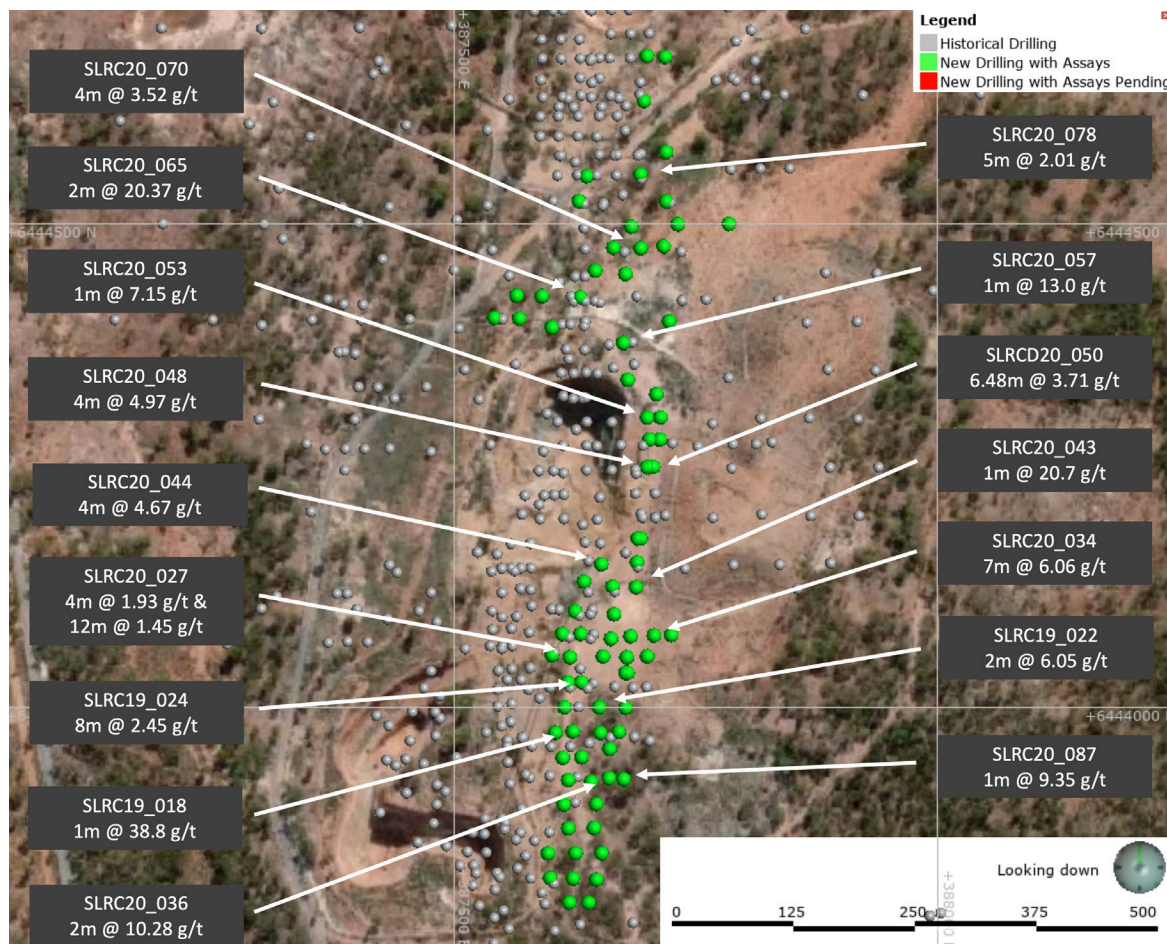 +387500 E
Legend
Historical Drilling
New Drilling with Assays
New Drilling with Assays Pending
SLRC20_070
4m @ 3.52 g/t
SLRC20_078
5m @ 2.01 g/t
SLRC20_065
2m @ 20.37 g/t
+6444500 N
+6444500
SLRC20_053
1m @ 7.15 g/t
SLRC20_057
1m @ 13.0 g/t
SLRC20_048
4m @ 4.97 g/t
SLRCD20_050
6.48m @ 3.71 g/t
SLRC20_044
4m @ 4.67 g/t
SLRC20_043
1m @ 20.7 g/t
SLRC20_027
4m @ 1.93 g/t &
12m @ 1.45 g/t
SLRC20_034
7m @ 6.06 g/t
SLRC19_022
2m @ 6.05 g/t
SLRC19_024
8m @ 2.45 g/t
+6444000
SLRC19_018
1m @ 38.8 g/t
SLRC20_087
1m @ 9.35 g/t
SLRC20_036
2m @ 10.28 g/t
+387500 E
Looking down
0 125 250 375 500